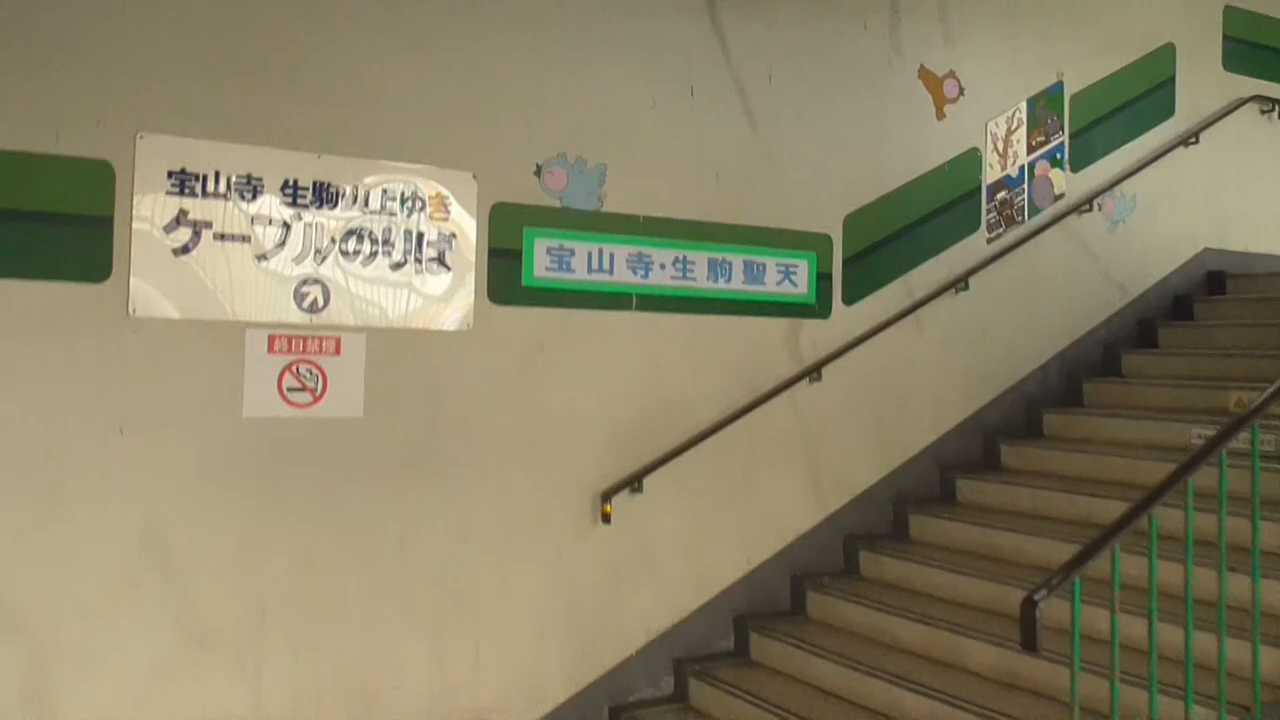 宝山寺 生駒山上ゆき
ケーブルのりば
終日禁煙
宝山寺・生駒聖天